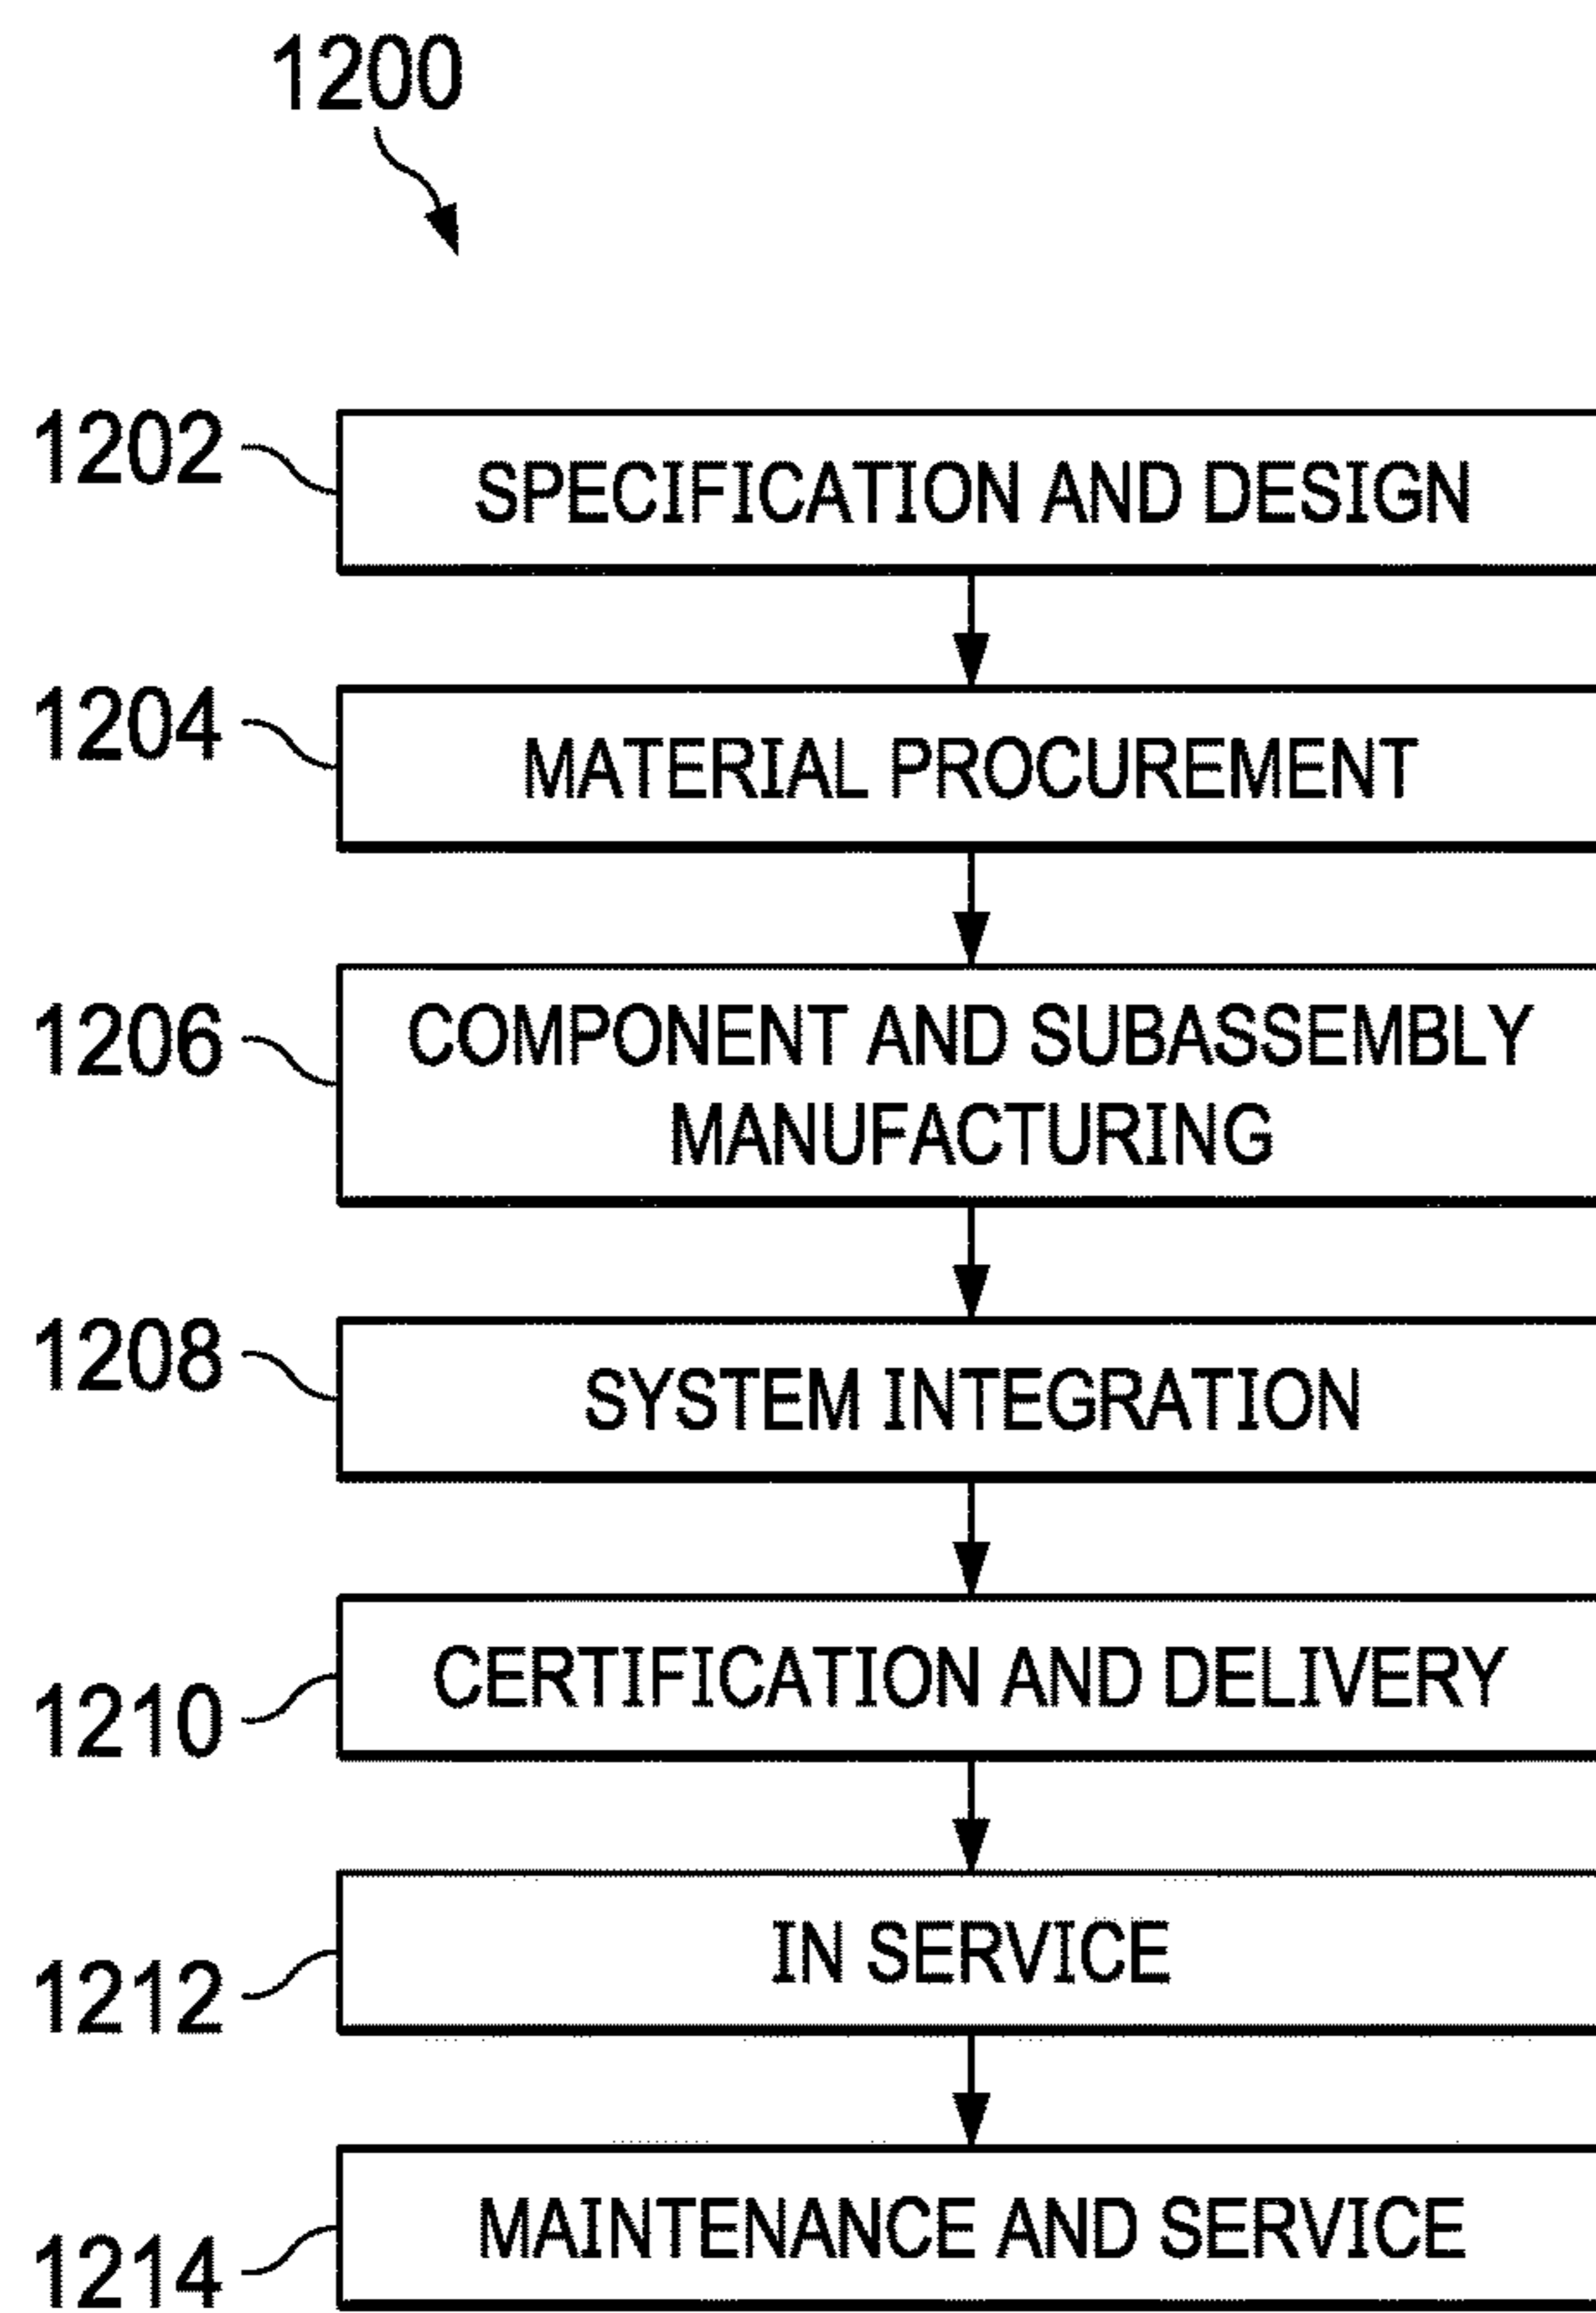 1200
1202
SPECIFICATION AND DESIGN
1204
MATERIAL PROCUREMENT
1206
COMPONENT AND SUBASSEMBLY
MANUFACTURING
1208
SYSTEM INTEGRATION
1210
CERTIFICATION AND DELIVERY
1212
IN SERVICE
1214
MAINTENANCE AND SERVICE